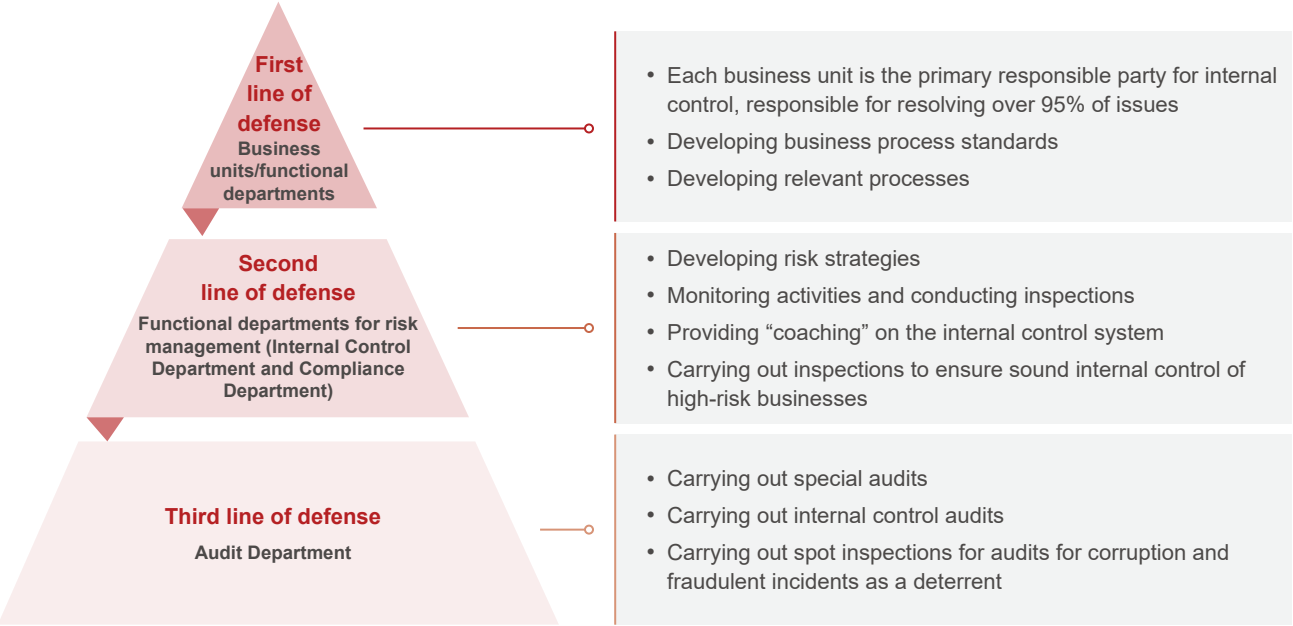 First
line of
defense
Business
units/functional
departments
• Each business unit is the primary responsible party for internal
control, responsible for resolving over 95% of issues
• Developing business process standards
• Developing relevant processes
Second
line of defense
Functional departments for risk
management (Internal Control
Department and Compliance
Department)
• Developing risk strategies
• Monitoring activities and conducting inspections
• Providing “coaching” on the internal control system
• Carrying out inspections to ensure sound internal control of
high-risk businesses
Third line of defense
Audit Department
• Carrying out special audits
• Carrying out internal control audits
• Carrying out spot inspections for audits for corruption and
fraudulent incidents as a deterrent